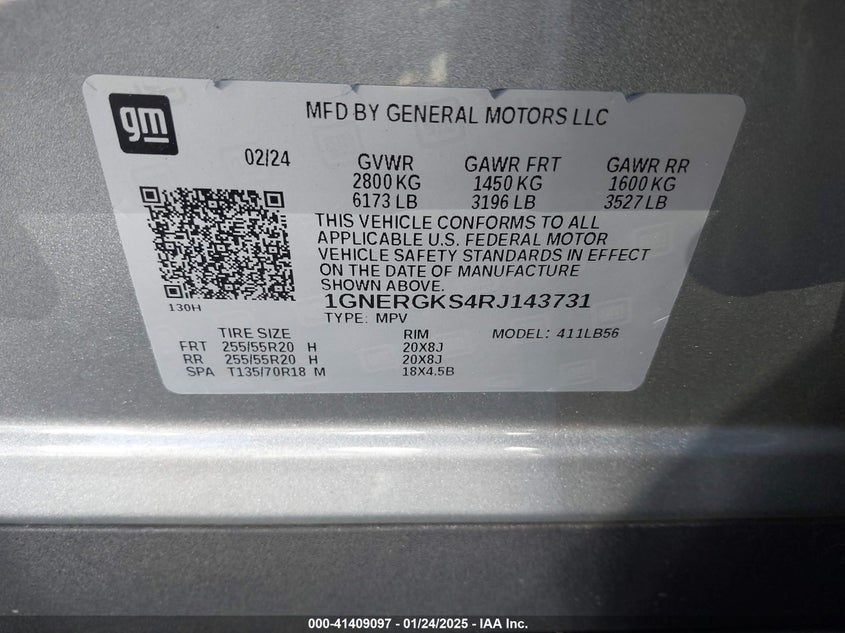 gm
MFD BY GENERAL MOTORS LLC
02/24 GVWR GAWR FRT GAWR RR
2800 KG 1450 KG 1600 KG
6173 LB 3196 LB 3527 LB
THIS VEHICLE CONFORMS TO ALL
APPLICABLE U.S. FEDERAL MOTOR
VEHICLE SAFETY STANDARDS IN EFFECT
ON THE DATE OF MANUFACTURE
SHOWN ABOVE.
130H
1GNERGKS4RJ143731
TYPE: MPV
TIRE SIZE RIM MODEL: 411LB56
FRT 255/55R20 H 20X8J
RR 255/55R20 H 20X8J
SPA T135/70R18 M 18X4.5B
000-41409097 - 01/24/2025 - IAA Inc.